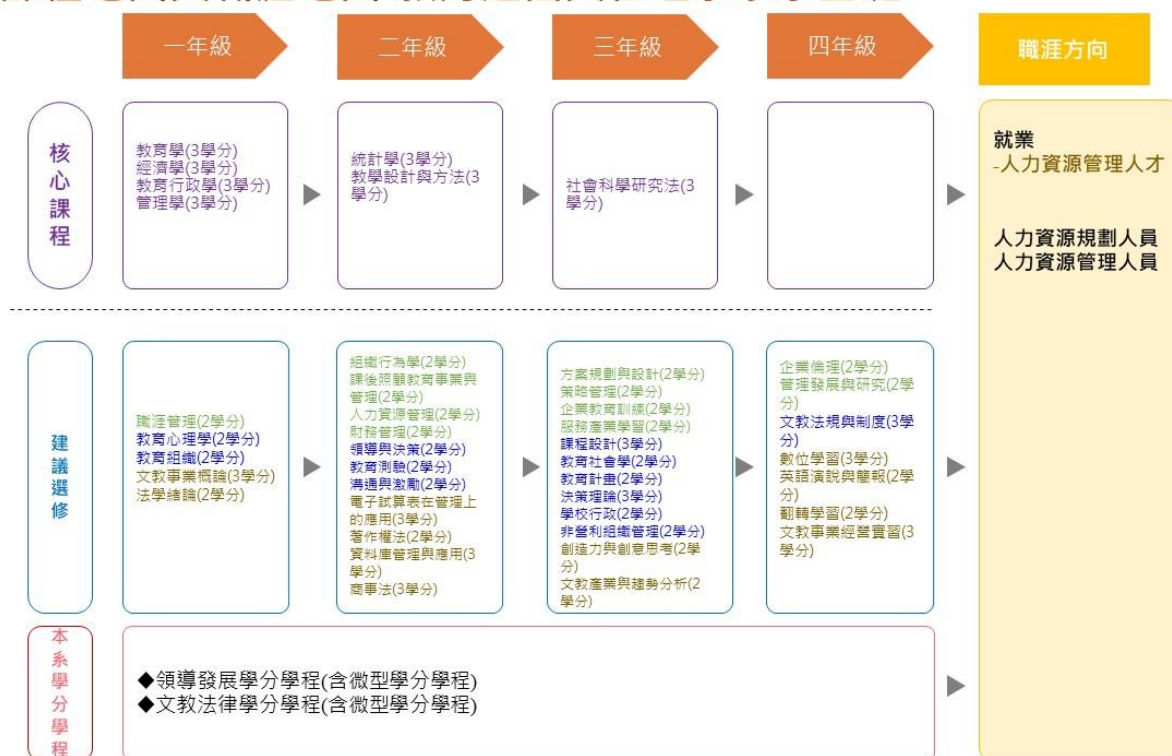 一年級
二年級
三年級
四年級
職涯方向
核
心
課
程
教育學(3學分)
經濟學(3學分)
教育行政學(3學分)
管理學(3學分)
統計學(3學分)
教學設計與方法(3
學分)
社會科學研究法(3
學分)
就業
-人力資源管理人才
人力資源規劃人員
人力資源管理人員
建
議
選
修
職涯管理(2學分)
教育心理學(2學分)
教育組織(2學分)
文教事業概論(3學分)
法學緒論(2學分)
組織行為學(2學分)
課後照顧教育事業與
管理(2學分)
人力資源管理(2學分)
財務管理(2學分)
領導與決策(2學分)
教育測驗(2學分)
溝通與激勵(2學分)
電子試算表在管理上
的應用(3學分)
著作權法(2學分)
資料庫管理與應用(3
學分)
商事法(3學分)
方案規劃與設計(2學分)
策略管理(2學分)
企業教育訓練(2學分)
服務產業學習(2學分)
課程設計(3學分)
教育社會學(2學分)
教育計畫(2學分)
決策理論(3學分)
學校行政(2學分)
非營利組織管理(2學分)
創造力與創意思考(2學
分)
文教產業與趨勢分析(2
學分)
企業倫理(2學分)
管理發展與研究(2學
分)
文教法規與制度(3學
分)
數位學習(3學分)
英語演說與簡報(2學
分)
翻轉學習(2學分)
文教事業經營實習(3
學分)
本
系
學
分
學
程
◆領導發展學分學程(含微型學分學程)
◆文教法律學分學程(含微型學分學程)